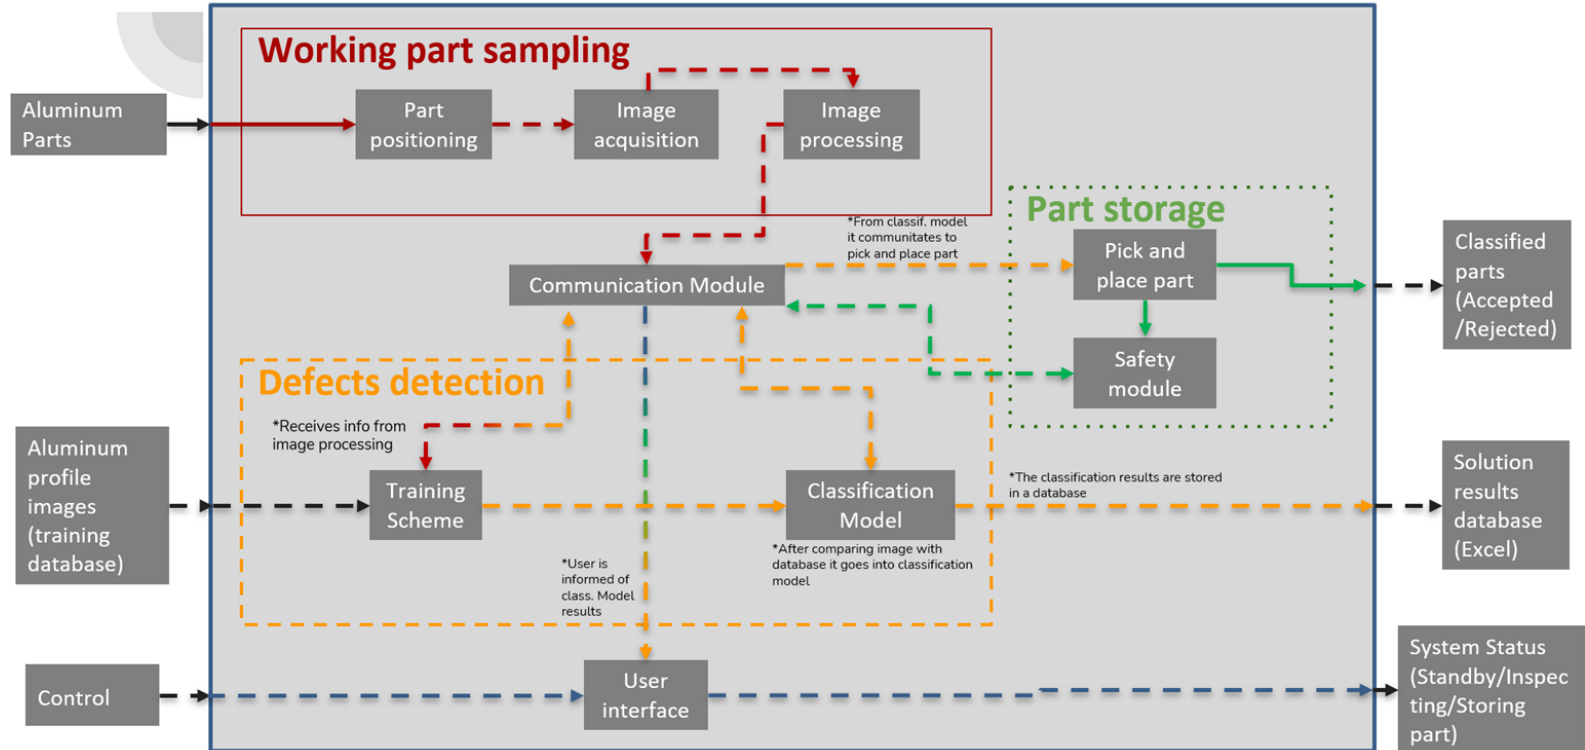 Working part sampling
Aluminum
Parts
Part
positioning
Image
acquisition
Image
processing
Part storage
*From classif. model
it communitates to
pick and place part
Pick and
place part
Classified
parts
(Accepted
/Rejected)
Communication Module
Safety
module
Defects detection
*Receives info from
image processing
Aluminum
profile
images
(training
database)
Training
Scheme
Classification
Model
*The classification results are stored
in a database
Solution
results
database
(Excel)
*After comparing image with
database it goes into classification
model
*User is
informed of
class. Model
results
Control
User
interface
System Status
(Standby/Inspec
ting/Storing
part)